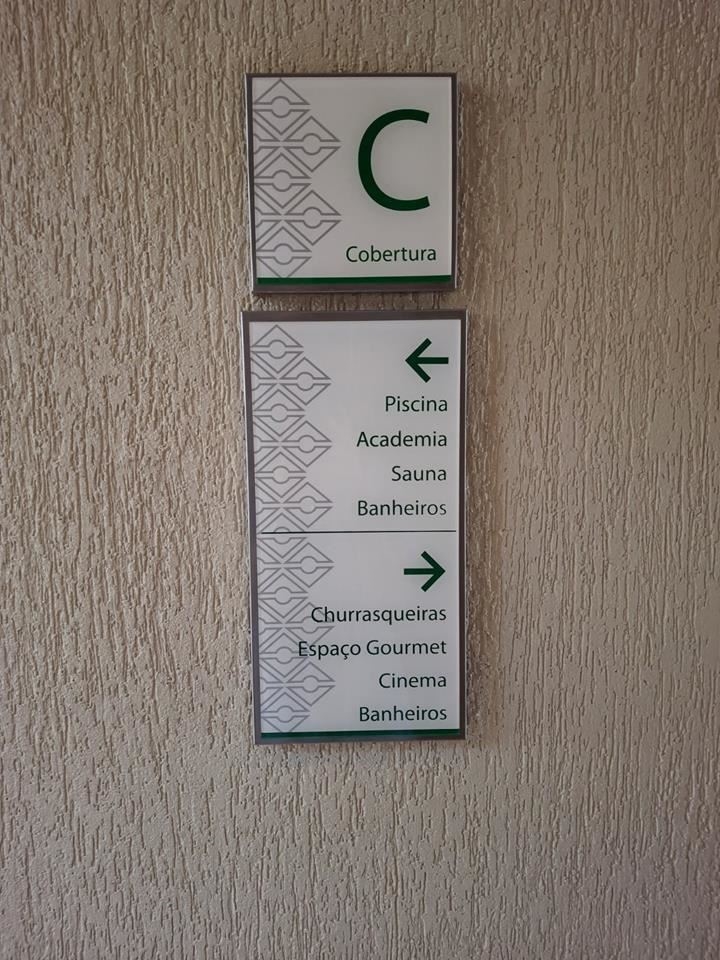 C
Cobertura
←
Piscina
Academia
Sauna
Banheiros
→
Churrasqueiras
Espaço Gourmet
Cinema
Banheiros